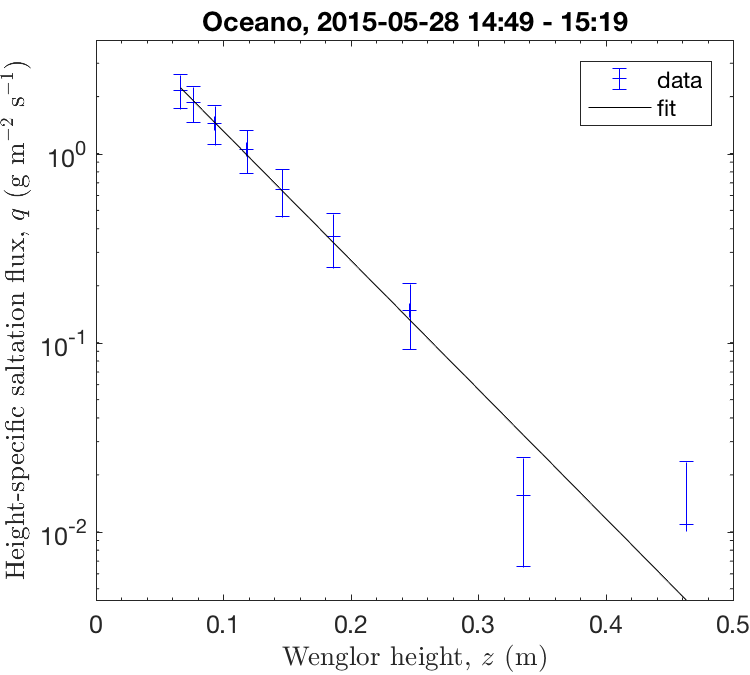 Oceano, 2015-05-28 14:49 - 15:19
Height-specific saltation flux, q (g m⁻² s⁻¹)
10⁰
10⁻¹
10⁻²
data
fit
0 0.1 0.2 0.3 0.4 0.5
Wenglor height, z (m)